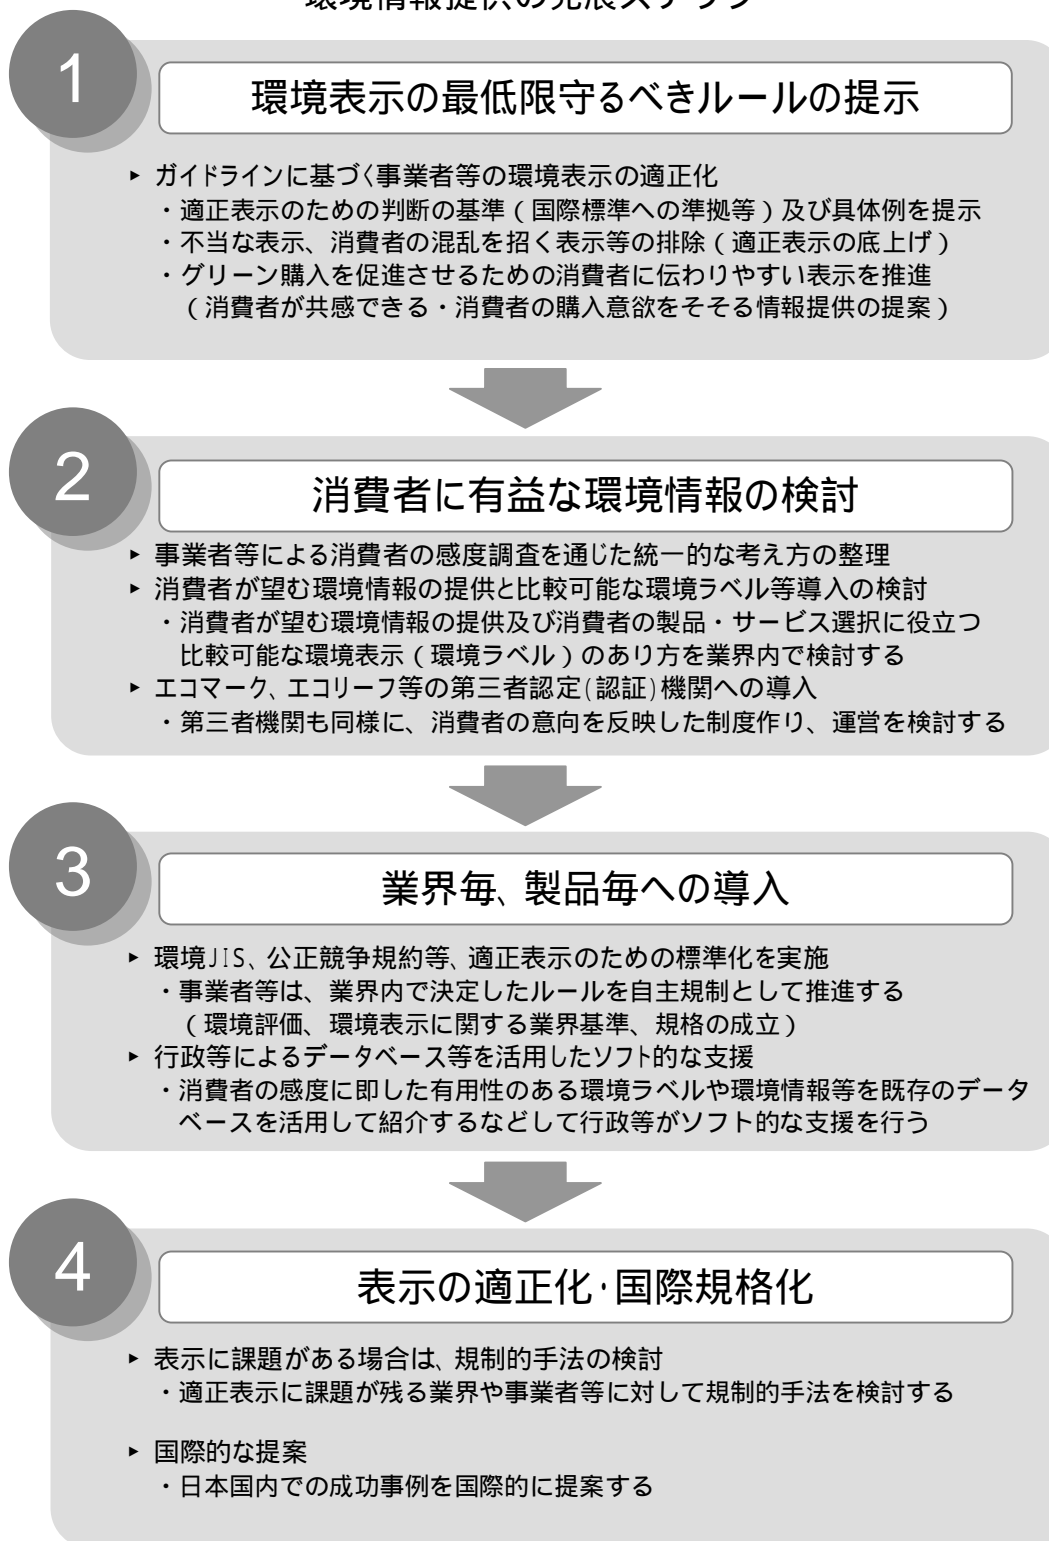 環境情報提供の発展ステップ
1
環境表示の最低限守るべきルールの提示
▶ ガイドラインに基づく事業者等の環境表示の適正化
・適正表示のための判断の基準（国際標準への準拠等）及び具体例を提示
・不当な表示、消費者の混乱を招く表示等の排除（適正表示の底上げ）
・グリーン購入を促進させるための消費者に伝わりやすい表示を推進
（消費者が共感できる・消費者の購入意欲をそそる情報提供の提案）
2
消費者に有益な環境情報の検討
▶ 事業者等による消費者の感度調査を通じた統一的な考え方の整理
▶ 消費者が望む環境情報の提供と比較可能な環境ラベル等導入の検討
・消費者が望む環境情報の提供及び消費者の製品・サービス選択に役立つ
比較可能な環境表示（環境ラベル）のあり方を業界内で検討する
▶ エコマーク、エコリーフ等の第三者認定(認証)機関への導入
・第三者機関も同様に、消費者の意向を反映した制度作り、運営を検討する
3
業界毎、製品毎への導入
▶ 環境JIS、公正競争規約等、適正表示のための標準化を実施
・事業者等は、業界内で決定したルールを自主規制として推進する
（環境評価、環境表示に関する業界基準、規格の成立）
▶ 行政等によるデータベース等を活用したソフト的な支援
・消費者の感度に即した有用性のある環境ラベルや環境情報等を既存のデータ
ベースを活用して紹介するなどして行政等がソフト的な支援を行う
4
表示の適正化・国際規格化
▶ 表示に課題がある場合は、規制的手法の検討
・適正表示に課題が残る業界や事業者等に対して規制的手法を検討する
▶ 国際的な提案
・日本国内での成功事例を国際的に提案する